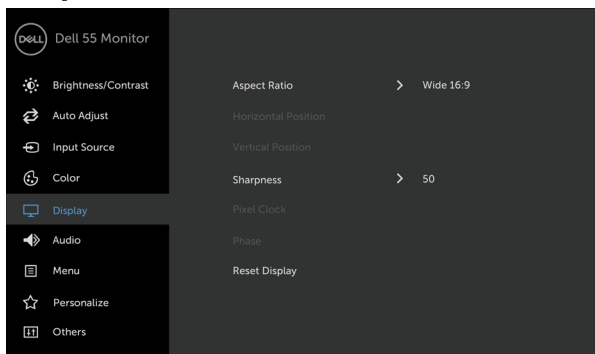 DELL Dell 55 Monitor
Brightness/Contrast
Auto Adjust
Input Source
Color
Display
Audio
Menu
Personalize
Others
Aspect Ratio > Wide 16:9
Horizontal Position
Vertical Position
Sharpness > 50
Pixel Clock
Phase
Reset Display